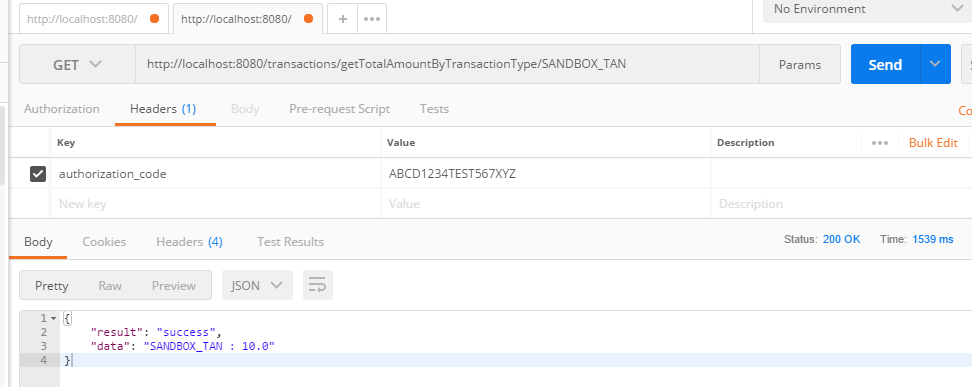 http://localhost:8080/ http://localhost:8080/ + ••• No Environment
GET http://localhost:8080/transactions/getTotalAmountByTransactionType/SANDBOX_TAN Params Send
Authorization Headers (1) Body Pre-request Script Tests Co
Key Value Description ••• Bulk Edit
authorization_code ABCD1234TEST567XYZ
New key Value Description
Body Cookies Headers (4) Test Results Status: 200 OK Time: 1539 ms
Pretty Raw Preview JSON
1 {
2 "result": "success",
3 "data": "SANDBOX_TAN : 10.0"
4 }